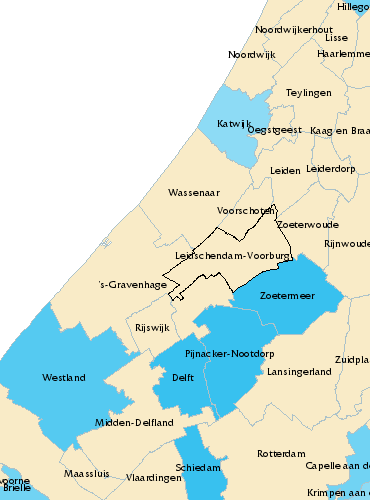 Hillego
Noordwijkerhout
Lisse
Noordwijk
Haarlemme
Teylingen
Katwijk
Oegstgeest
Kaag en Braa
Leiden
Leiderdorp
Wassenaar
Voorschoten
Zoeterwoude
Rijnwoude
Leidschendam-Voorburg
's-Gravenhage
Zoetermeer
Rijswijk
Pijnacker-Nootdorp
Zuidpla
Westland
Delft
Lansingerland
Midden-Delfland
Rotterdam
Maassluis
Schiedam
Capelle aan de
Vlaardingen
oorne
Brielle
Krimpen aan d